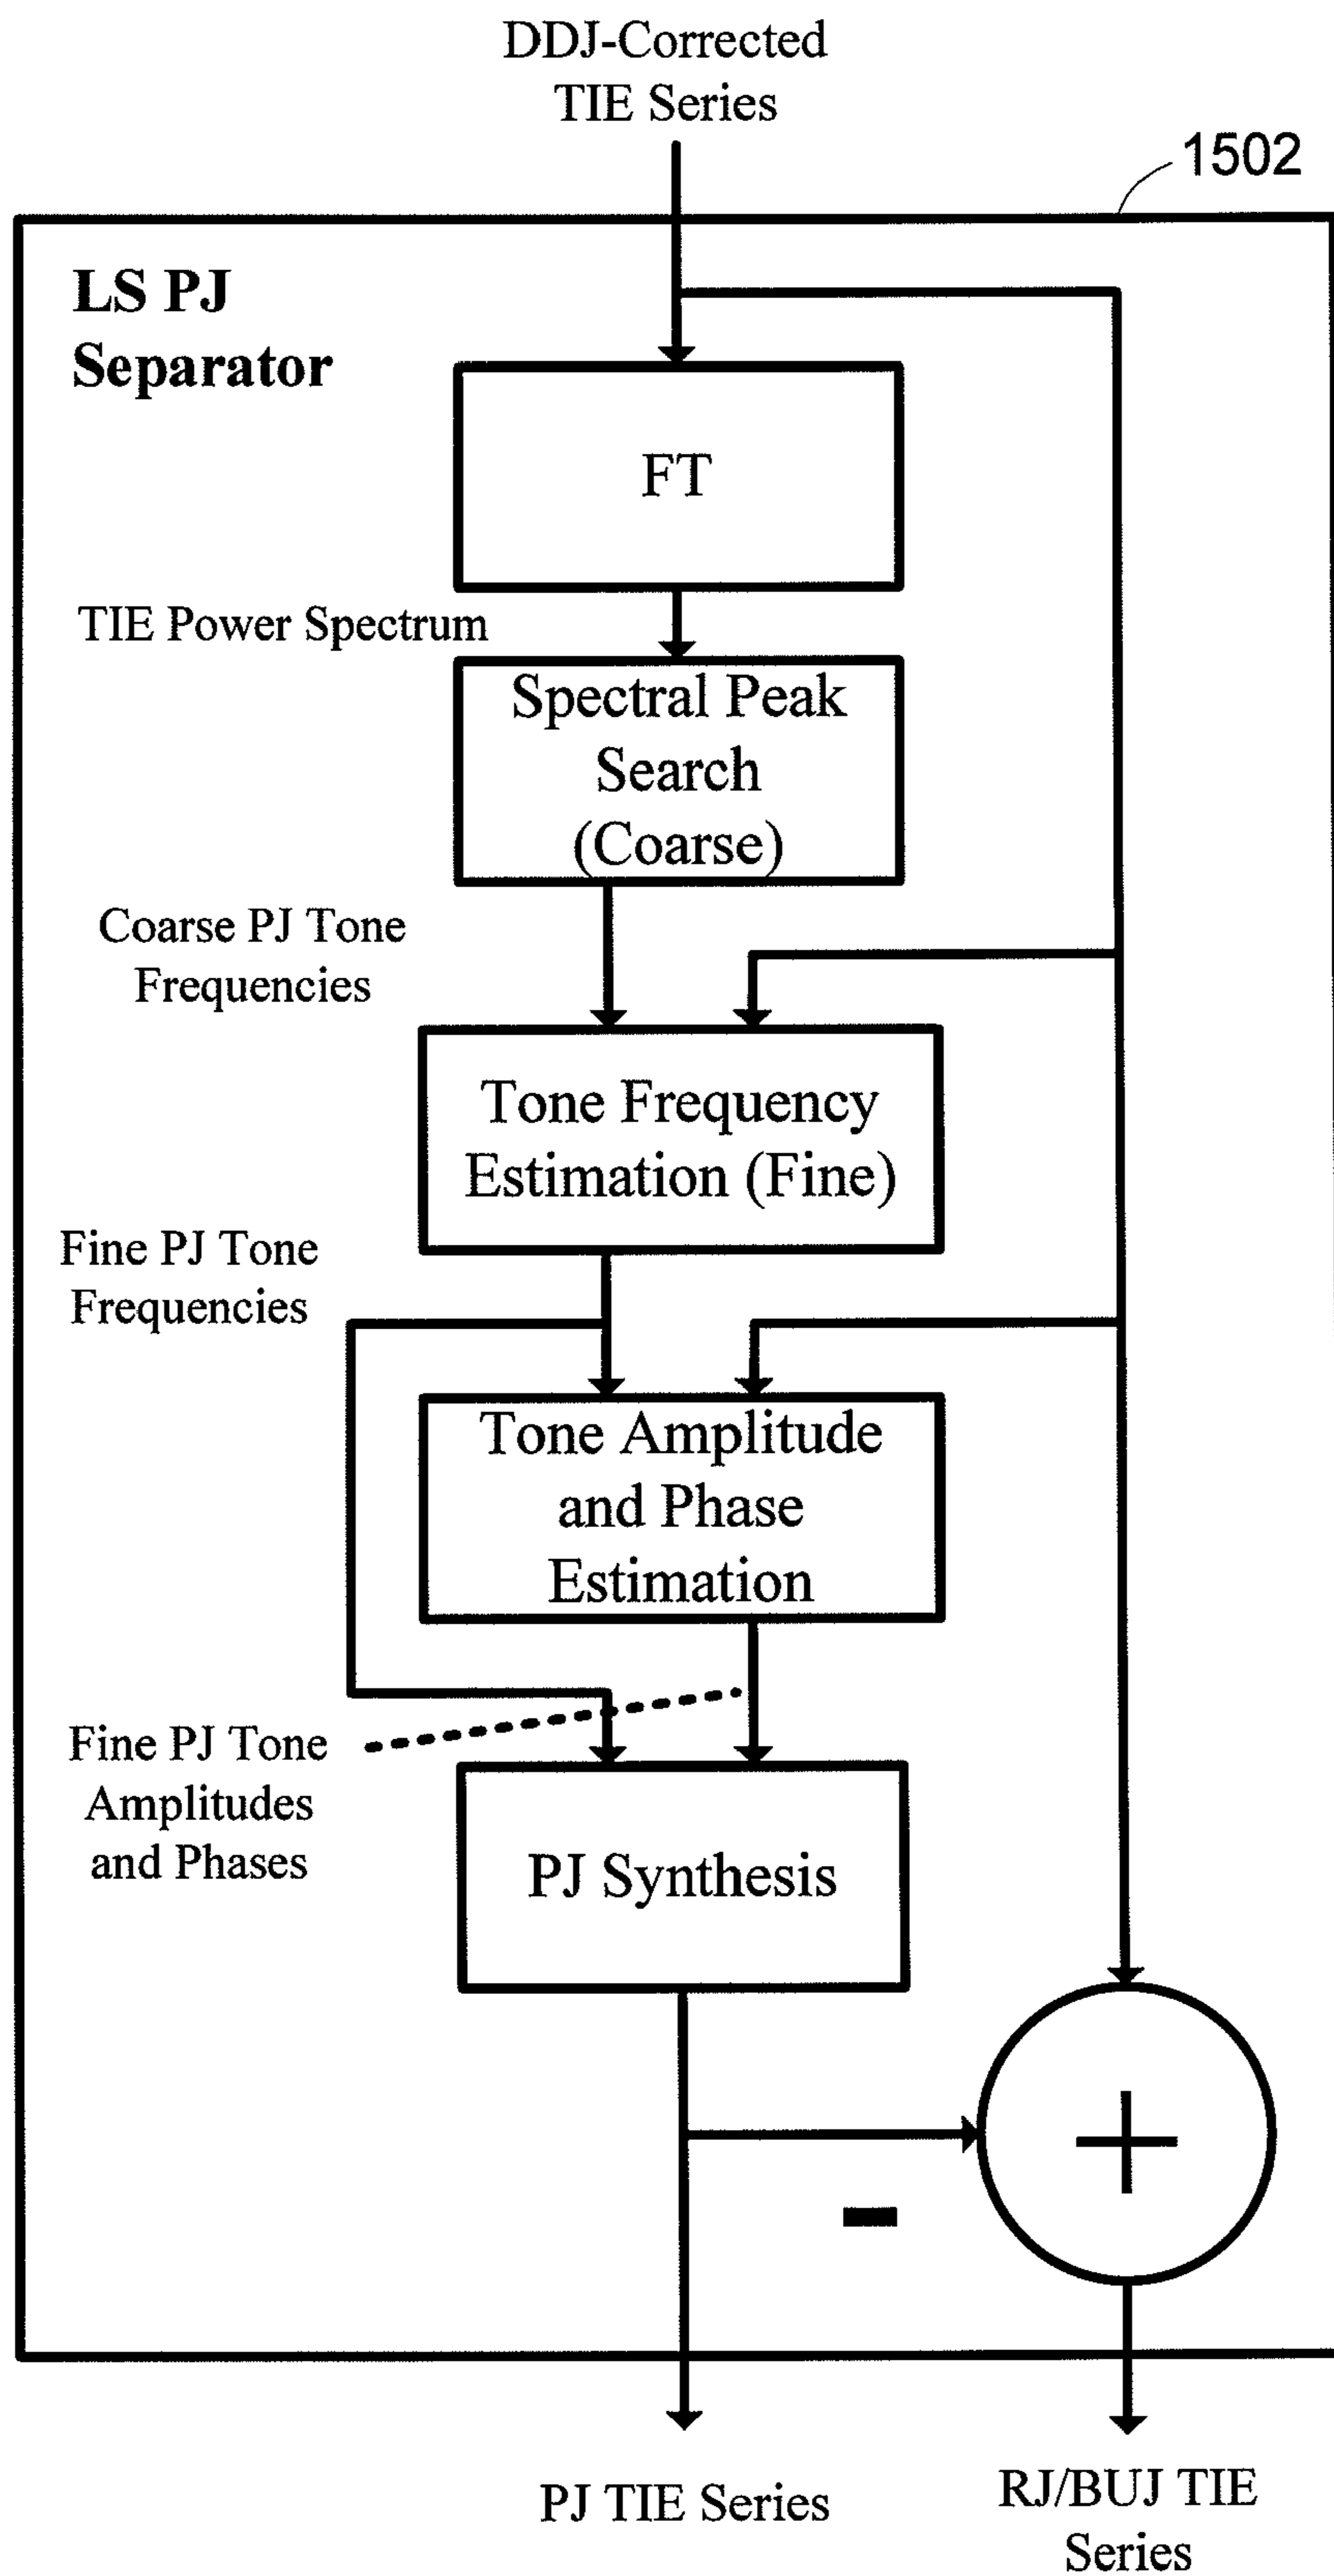 DDJ-Corrected
TIE Series
1502
LS PJ
Separator
FT
TIE Power Spectrum
Spectral Peak
Search
(Coarse)
Coarse PJ Tone
Frequencies
Tone Frequency
Estimation (Fine)
Fine PJ Tone
Frequencies
Tone Amplitude
and Phase
Estimation
Fine PJ Tone
Amplitudes
and Phases
PJ Synthesis
+
-
PJ TIE Series
RJ/BUJ TIE
Series